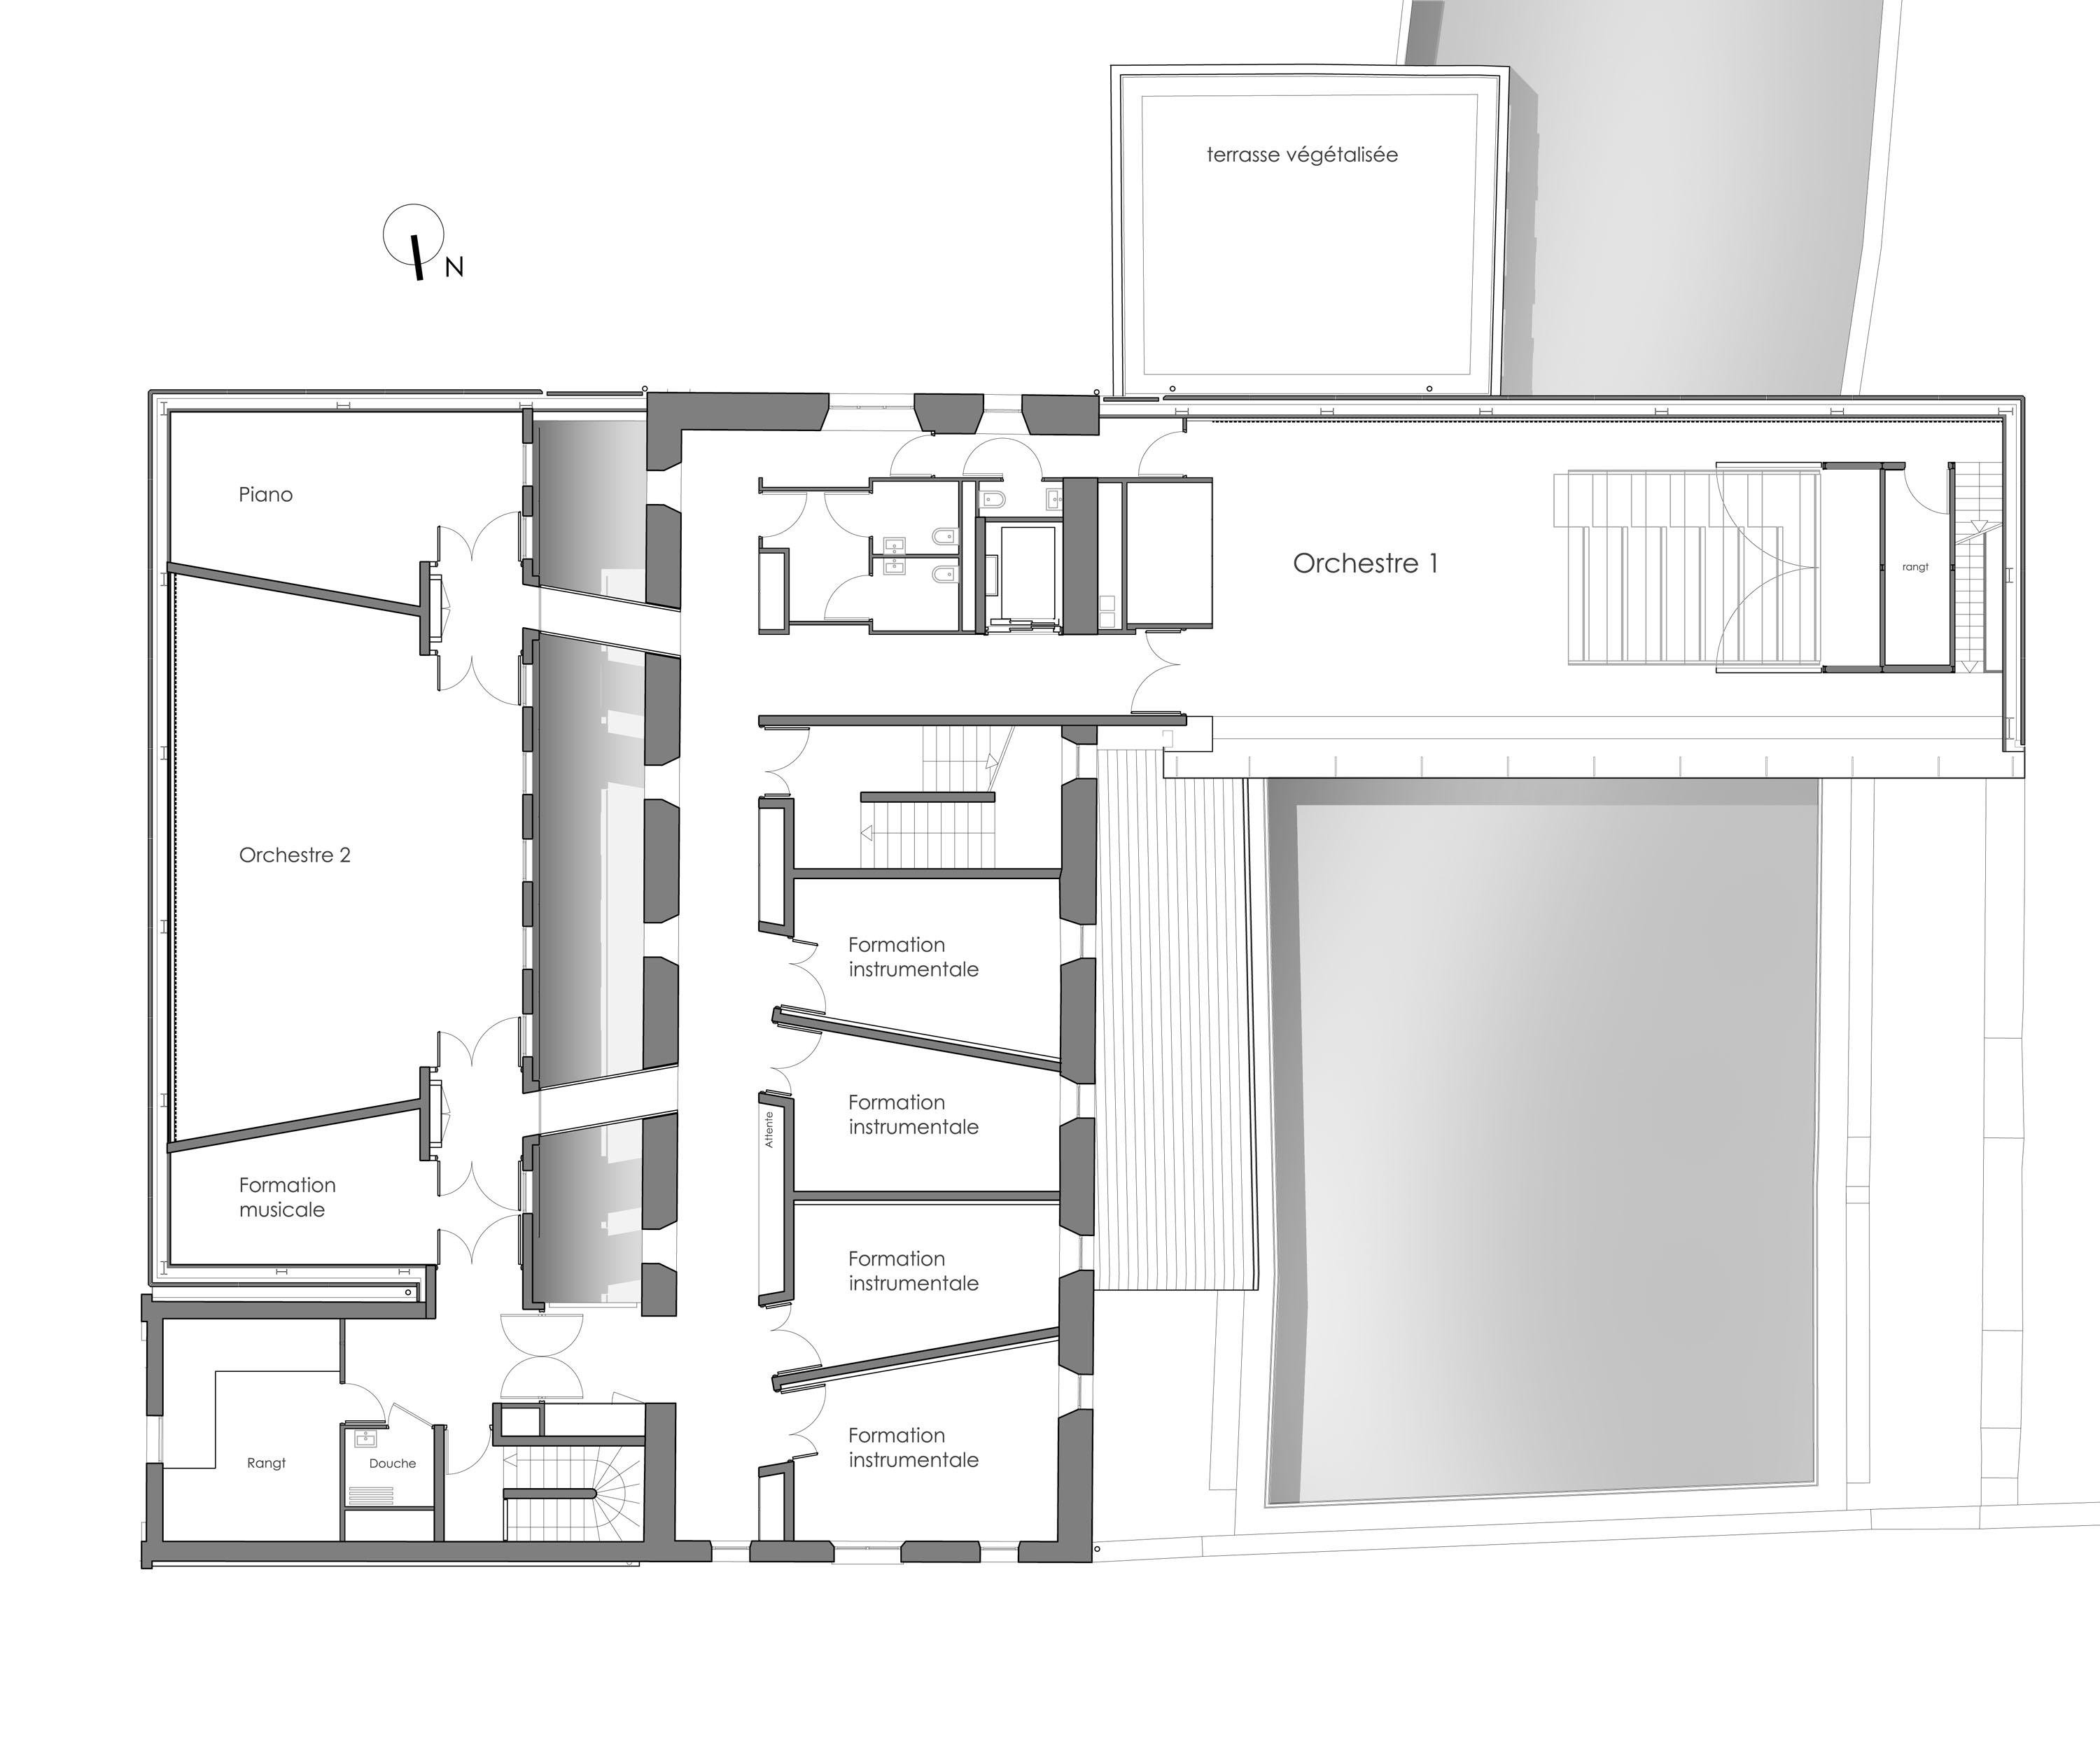 terrasse végétalisée
N
Piano
Orchestre 1
rangt
Orchestre 2
Formation
instrumentale
Formation
instrumentale
Attente
Formation
musicale
Formation
instrumentale
Formation
instrumentale
Rangt
Douche